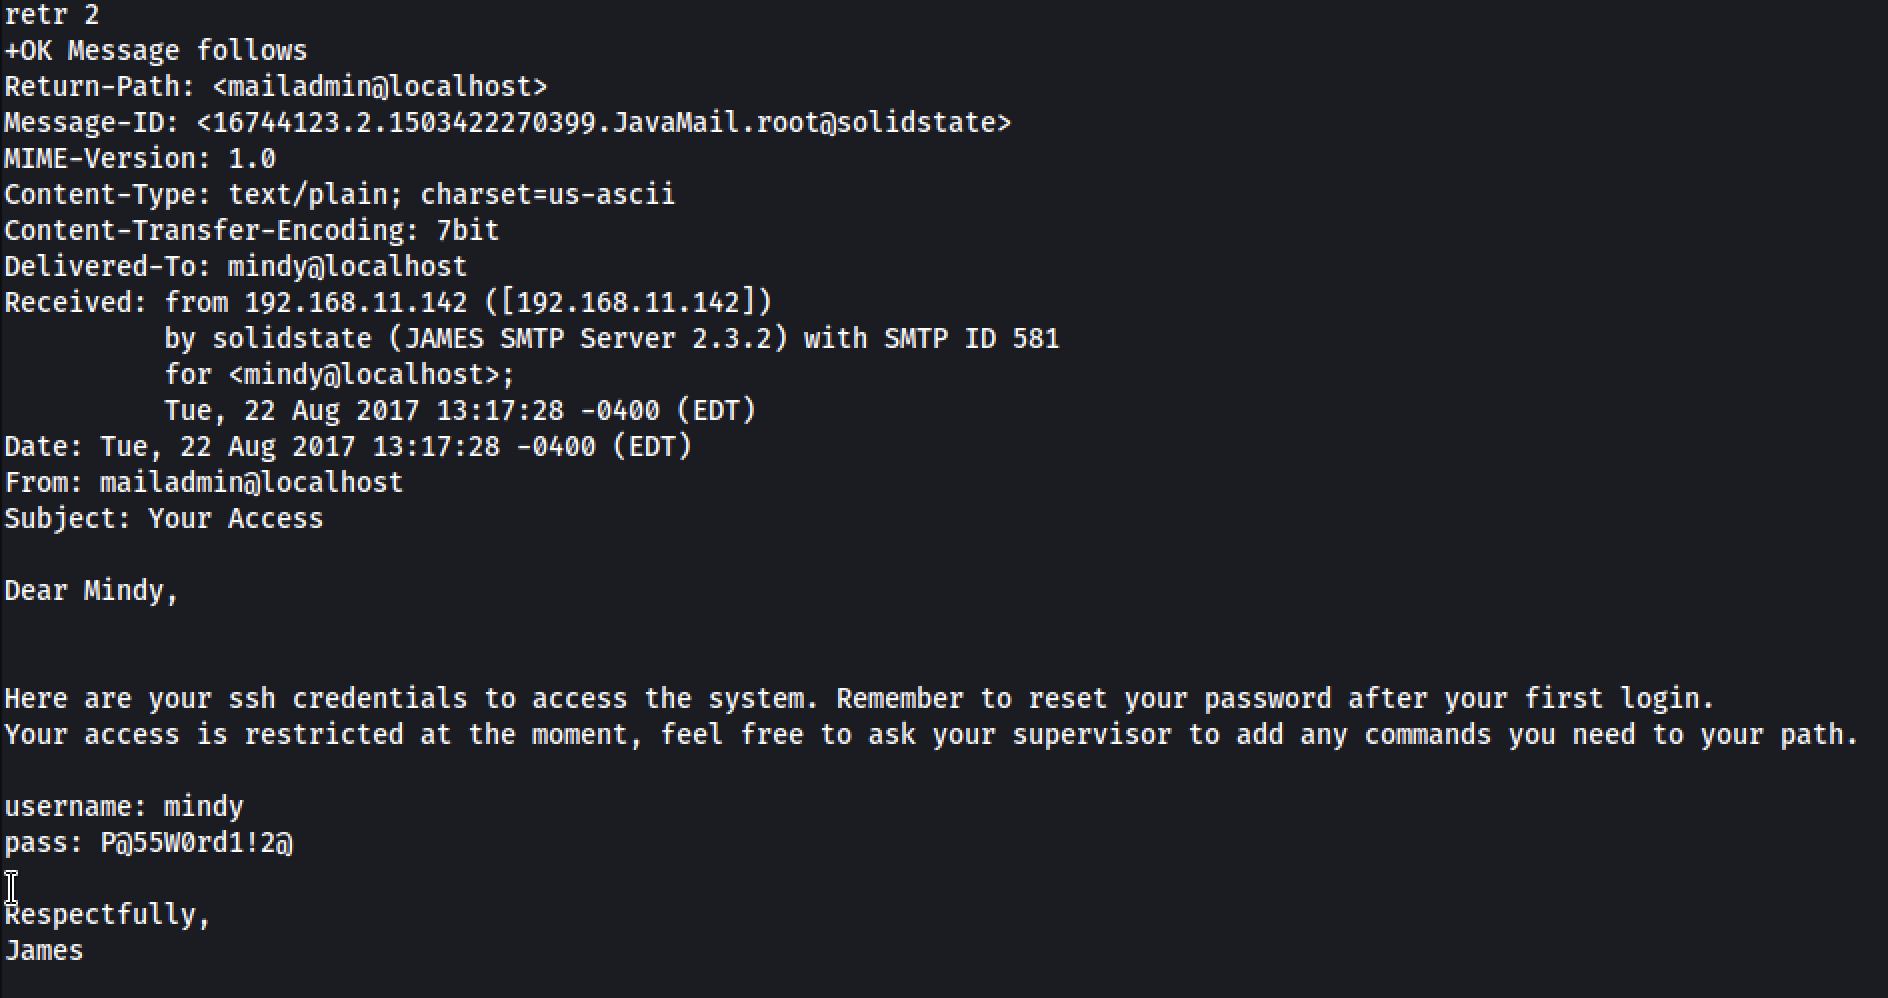 retr 2
+OK Message follows
Return-Path: <mailadmin@localhost>
Message-ID: <16744123.2.1503422270399.JavaMail.root@solidstate>
MIME-Version: 1.0
Content-Type: text/plain; charset=us-ascii
Content-Transfer-Encoding: 7bit
Delivered-To: mindy@localhost
Received: from 192.168.11.142 ([192.168.11.142])
          by solidstate (JAMES SMTP Server 2.3.2) with SMTP ID 581
          for <mindy@localhost>;
          Tue, 22 Aug 2017 13:17:28 -0400 (EDT)
Date: Tue, 22 Aug 2017 13:17:28 -0400 (EDT)
From: mailadmin@localhost
Subject: Your Access
Dear Mindy,
Here are your ssh credentials to access the system. Remember to reset your password after your first login.
Your access is restricted at the moment, feel free to ask your supervisor to add any commands you need to your path.
username: mindy
pass: P@55W0rd1!2@
Respectfully,
James